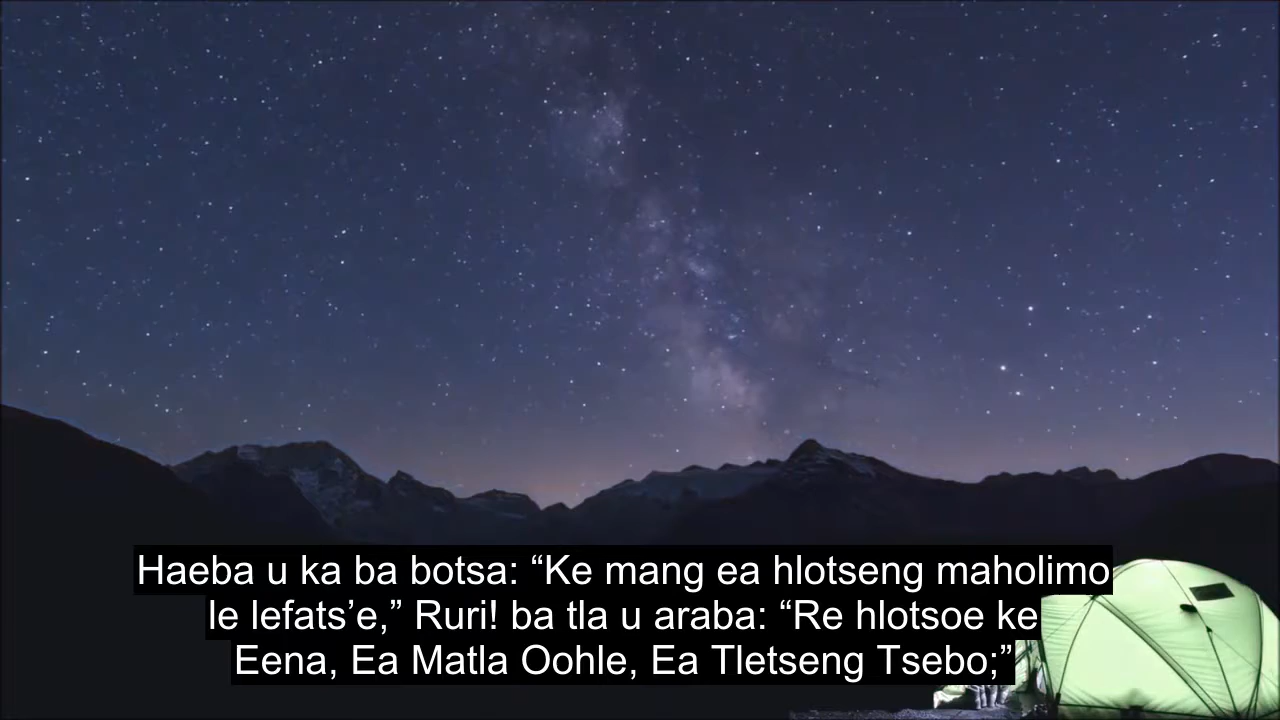 Haeba u ka ba botsa: “Ke mang ea hlotseng maholimo
le lefats’e,” Ruri! ba tla u araba: “Re hlotsoe ke
Eena, Ea Matla Oohle, Ea Tletseng Tsebo;”